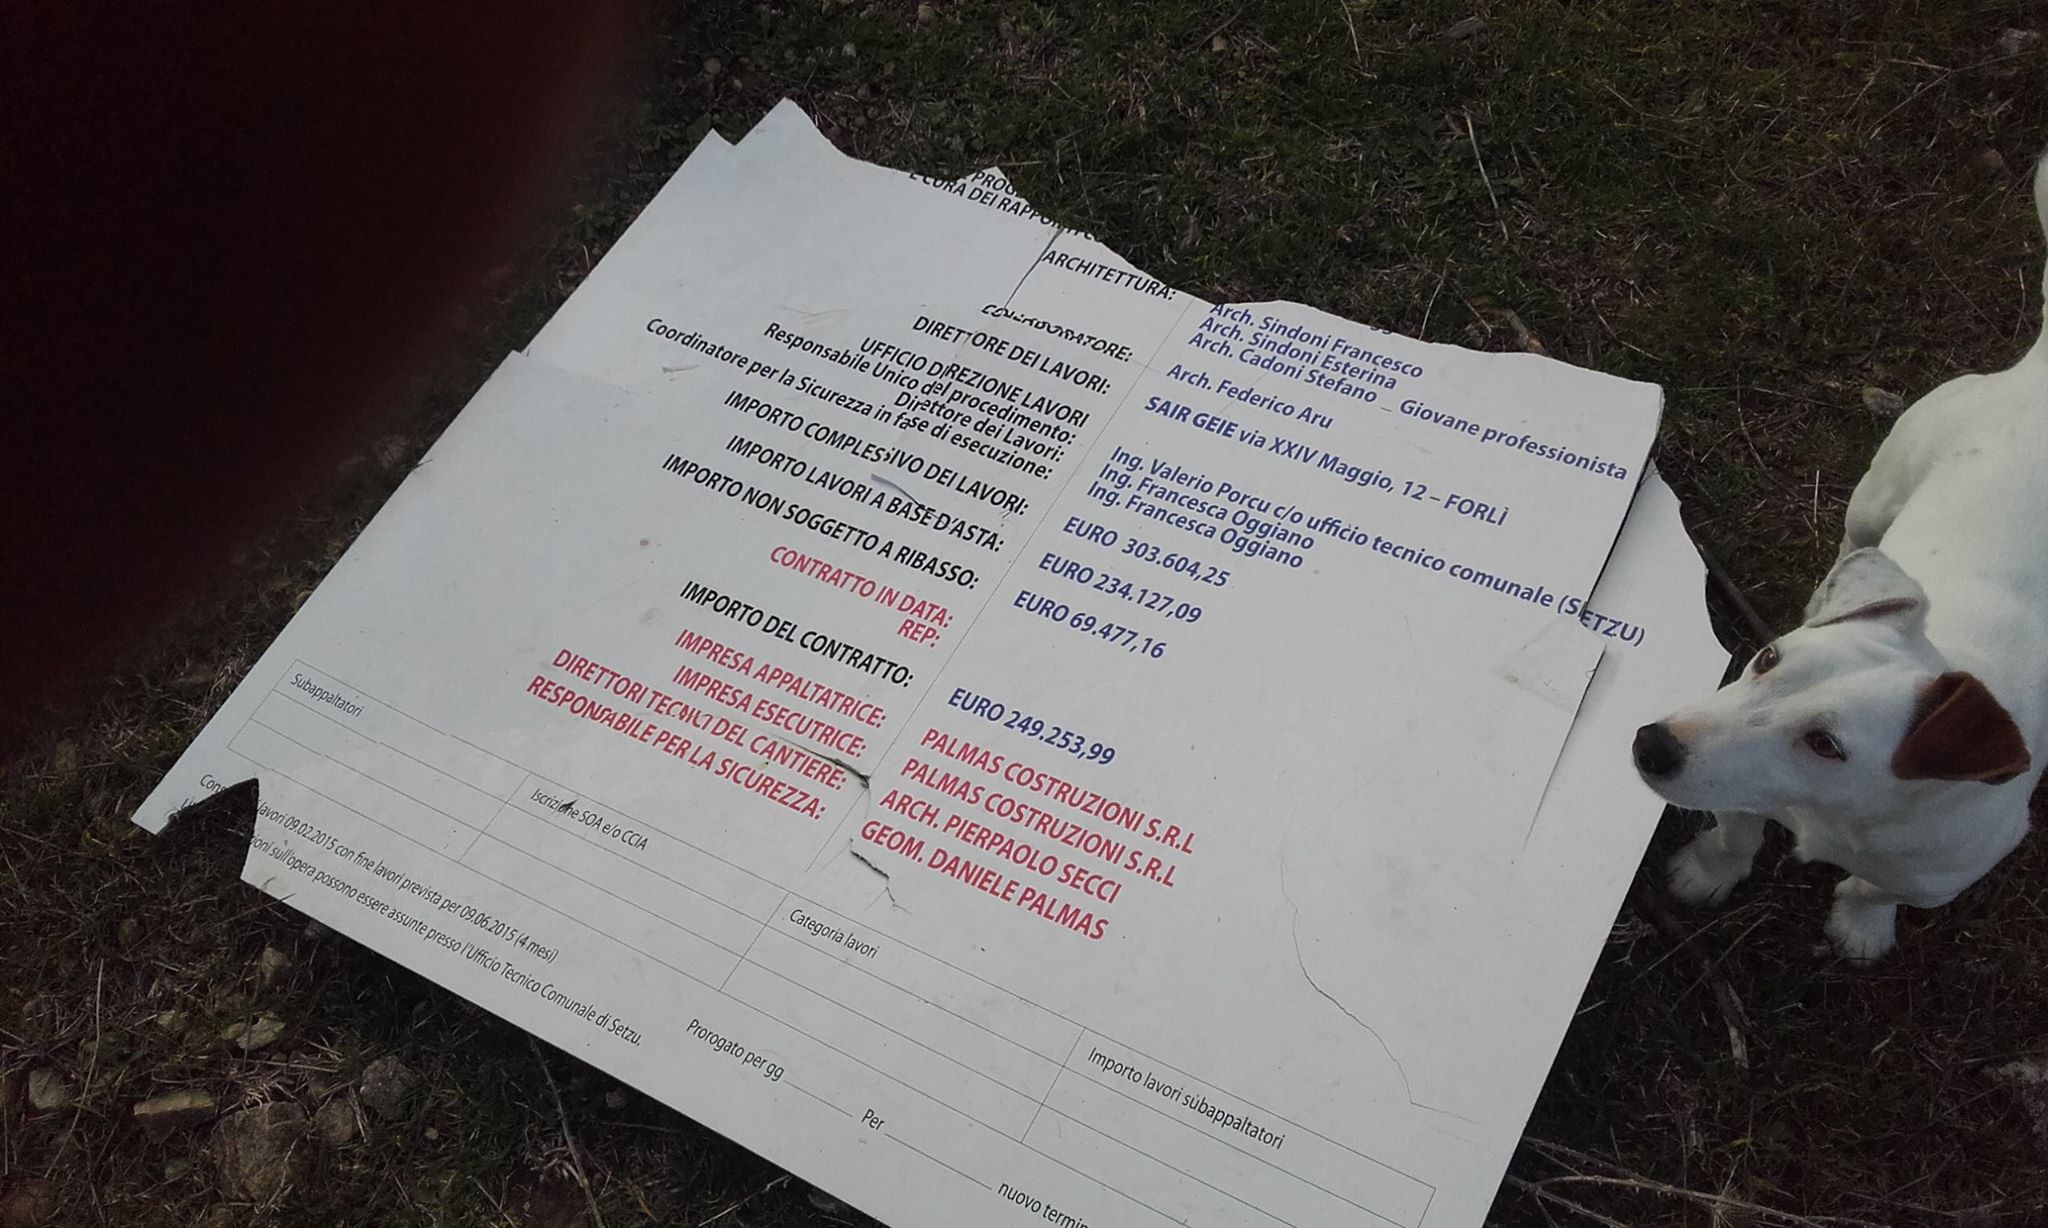 E CURA DEI RAPPO
ARCHITETTURA:
Arch. Sindoni Francesco
Arch. Sindoni Esterina
Arch. Cadoni Stefano _ Giovane professionista
Arch. Federico Aru
DIRETTORE DEI LAVORI: SAIR GEIE via XXIV Maggio, 12 – FORLÌ
UFFICIO DIREZIONE LAVORI
Responsabile Unico del procedimento: Ing. Valerio Porcu c/o ufficio tecnico comunale (SETZU)
Direttore dei Lavori: Ing. Francesca Oggiano
Coordinatore per la Sicurezza in fase di esecuzione: Ing. Francesca Oggiano
IMPORTO COMPLESSIVO DEI LAVORI: EURO 303.604,25
IMPORTO LAVORI A BASE D'ASTA: EURO 234.127,09
IMPORTO NON SOGGETTO A RIBASSO: EURO 69.477,16
CONTRATTO IN DATA:
REP:
IMPORTO DEL CONTRATTO: EURO 249.253,99
IMPRESA APPALTATRICE: PALMAS COSTRUZIONI S.R.L
IMPRESA ESECUTRICE: PALMAS COSTRUZIONI S.R.L
DIRETTORI TECNICI DEL CANTIERE: ARCH. PIERPAOLO SECCI
RESPONSABILE PER LA SICUREZZA: GEOM. DANIELE PALMAS
Subappaltatori Iscrizione SOA e/o CCIA Categoria lavori Importo lavori subappaltatori
Cons lavori 09.02.2015 con fine lavori prevista per 09.06.2015 (4 mesi) Prorogato per gg Per nuovo termin
ioni sull'opera possono essere assunte presso l'Ufficio Tecnico Comunale di Setzu.